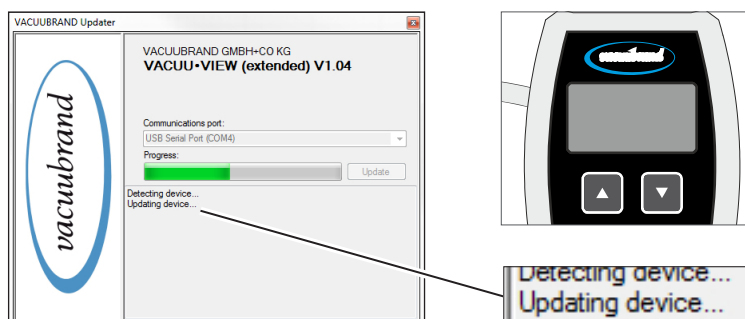 VACUUBRAND Updater
vacuubrand
VACUUBRAND GMBH+CO KG
VACUU•VIEW (extended) V1.04
Communications port:
USB Serial Port (COM4)
Progress:
Update
Detecting device...
Updating device...
vacuubrand
Detecting device...
Updating device...